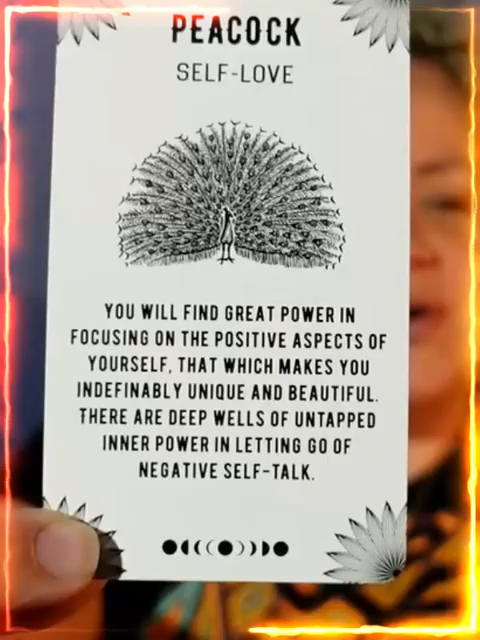 PEACOCK
SELF-LOVE
YOU WILL FIND GREAT POWER IN
FOCUSING ON THE POSITIVE ASPECTS OF
YOURSELF, THAT WHICH MAKES YOU
INDEFINABLY UNIQUE AND BEAUTIFUL.
THERE ARE DEEP WELLS OF UNTAPPED
INNER POWER IN LETTING GO OF
NEGATIVE SELF-TALK.